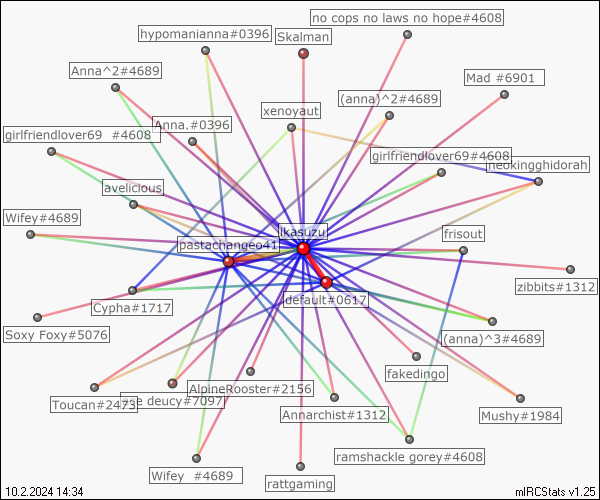 no cops no laws no hope#4608
hypomanianna#0396
Skalman
Anna^2#4689
Mad #6901
(anna)^2#4689
xenoyaut
Anna.#0396
girlfriendlover69 #4608
girlfriendlover69#4608
neokingghidorah
avelicious
Wifey#4689
ikasuzu
frisout
pastachangeo41
zibbits#1312
default#0617
Cypha#1717
Soxy Foxy#5076
(anna)^3#4689
fakedingo
AlpineRooster#2156
deucy#7097
Toucan#2473
Annarchist#1312
Mushy#1984
ramshackle gorey#4608
Wifey #4689
rattgaming
10.2.2024 14:34
mIRCStats v1.25